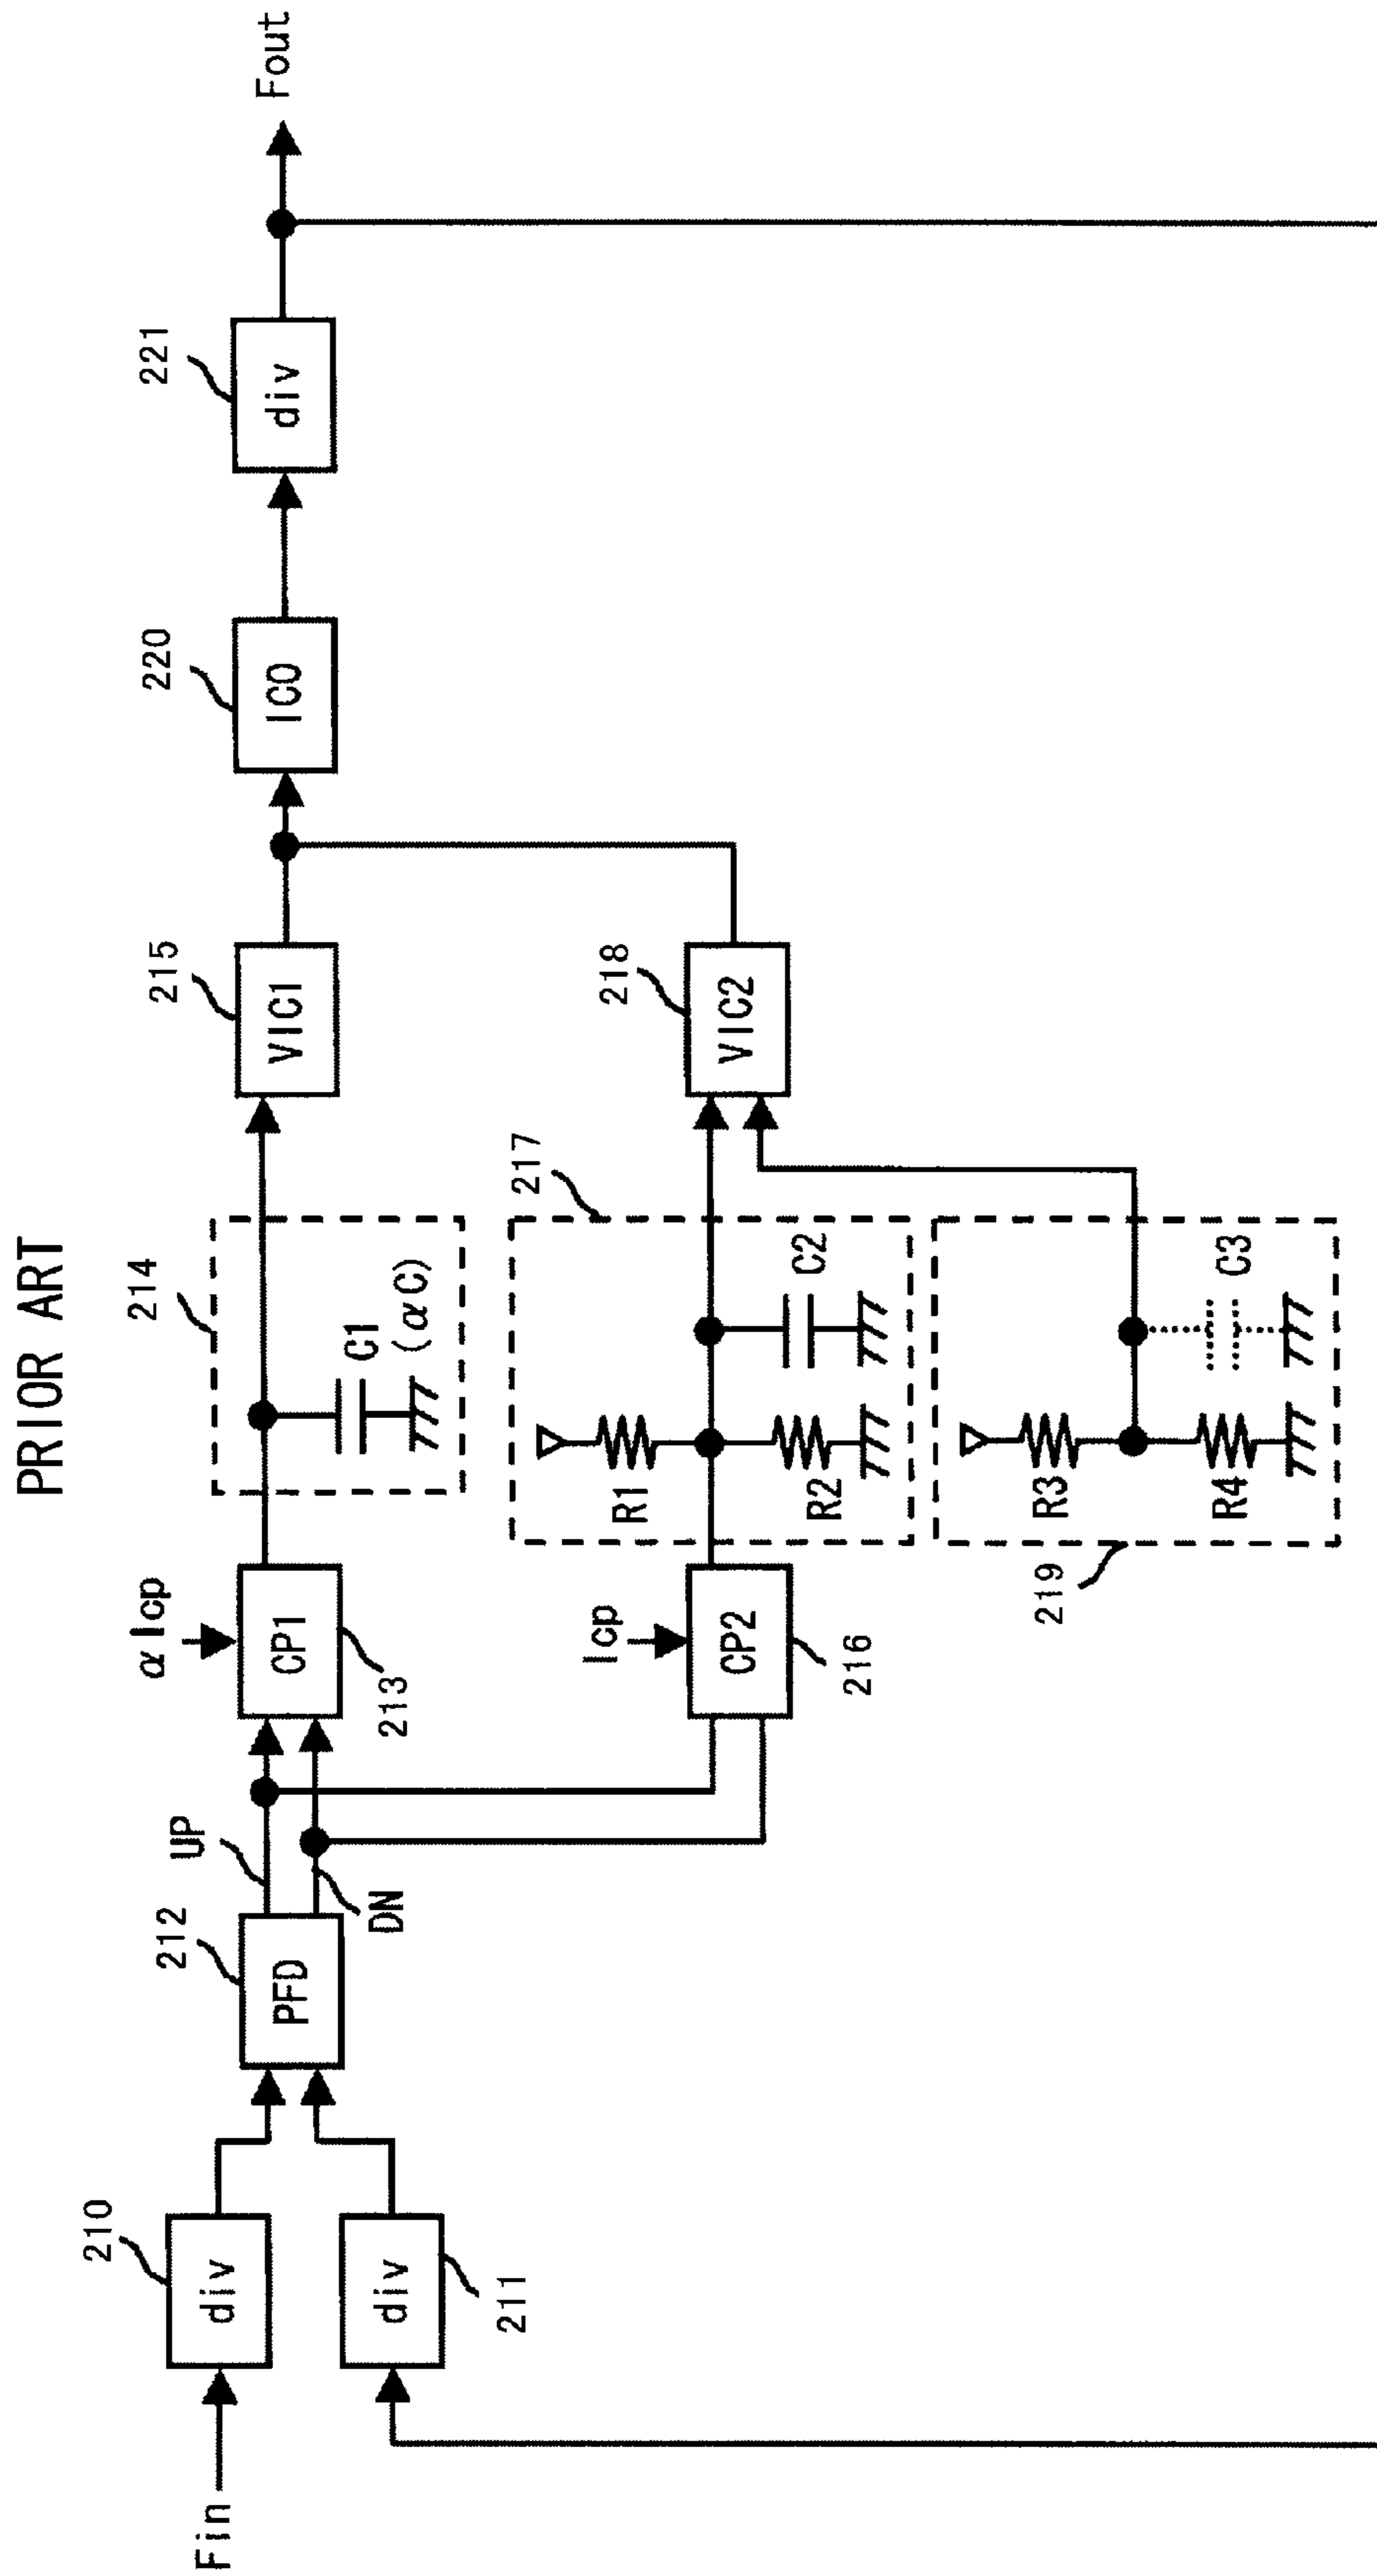 PRIOR ART
Fin
210
div
div
211
212
PFD
UP
DN
αIcp
CP1
213
Icp
CP2
216
214
C1
(αC)
217
R1
R2
C2
219
R3
R4
C3
215
VIC1
218
VIC2
220
ICO
221
div
Fout